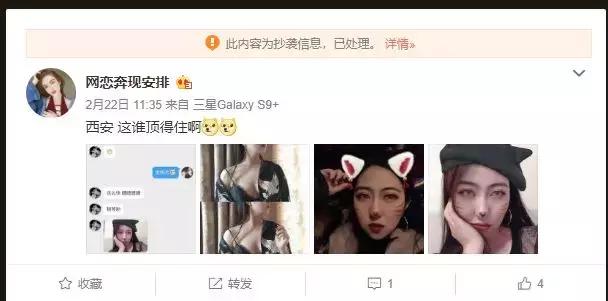 此内容为抄袭信息,已处理。 详情»
网恋奔现安排
2月22日 11:35 来自 三星Galaxy S9+
西安 这谁顶得住啊
收藏
转发
1
4